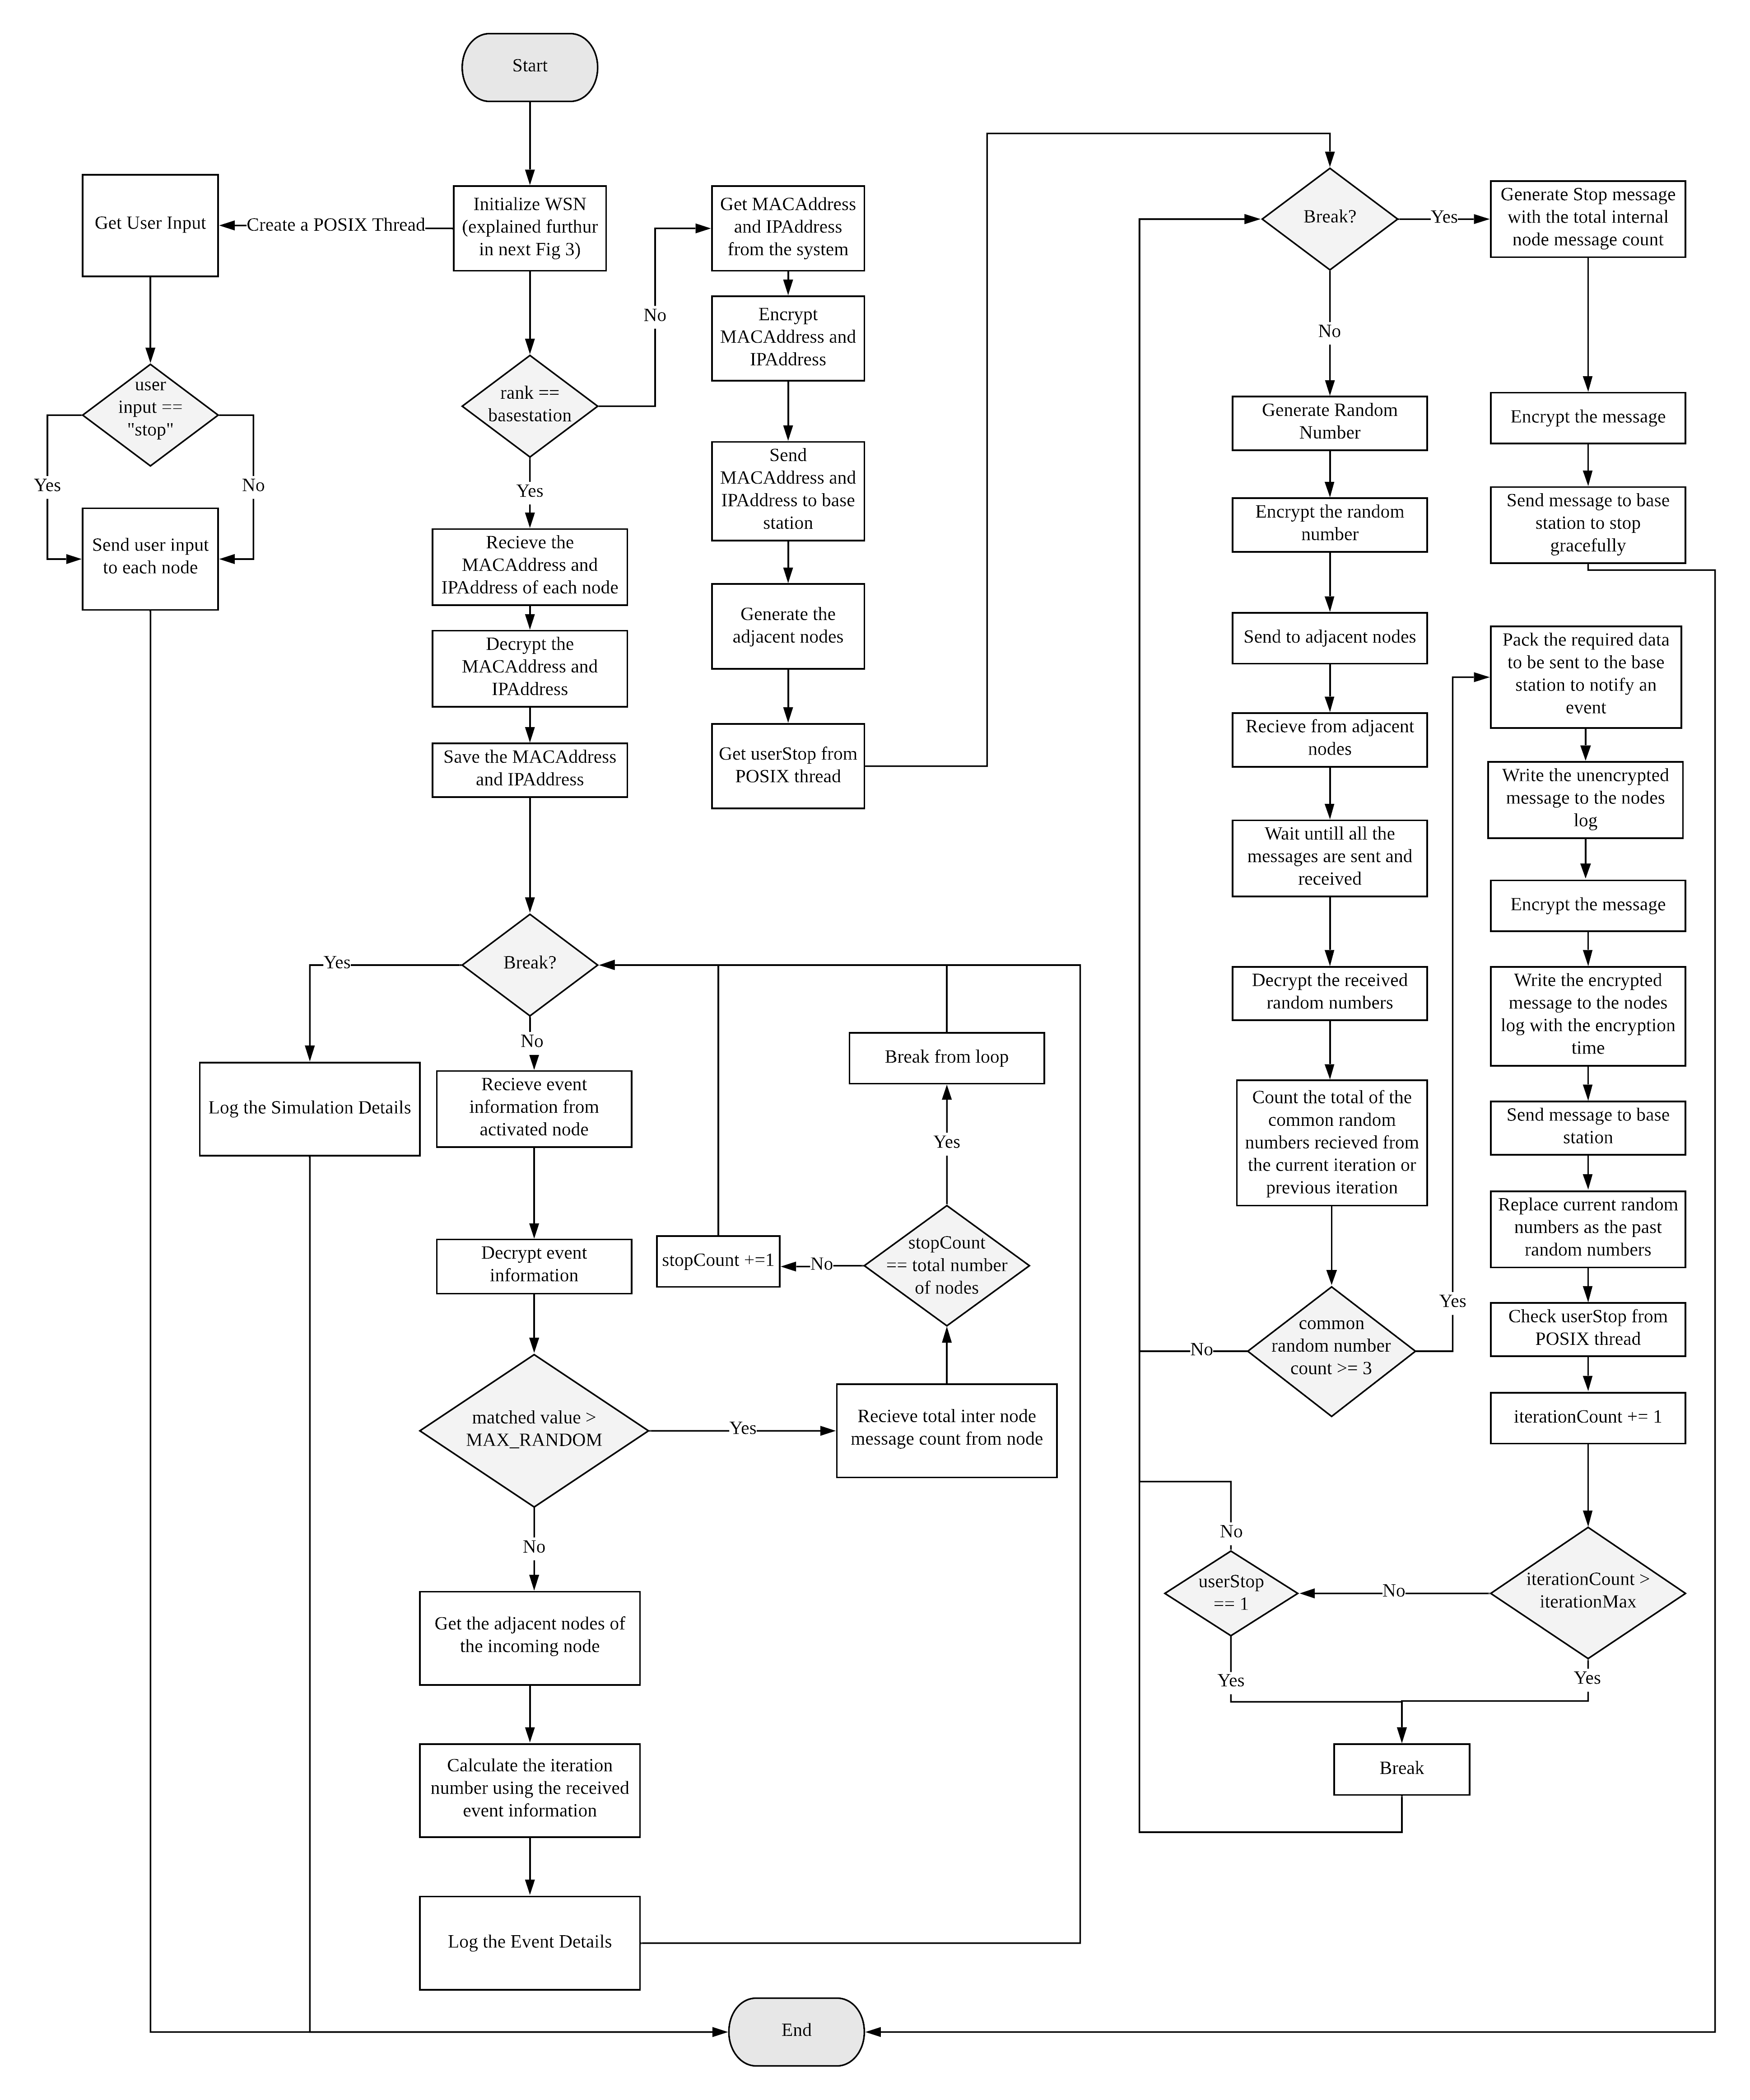 Start
Get User Input
Create a POSIX Thread
Initialize WSN
(explained furthur
in next Fig 3)
user
input ==
"stop"
Yes
No
Send user input
to each node
rank ==
basestation
No
Yes
Get MACAddress
and IPAddress
from the system
Encrypt
MACAddress and
IPAddress
Send
MACAddress and
IPAddress to base
station
Generate the
adjacent nodes
Get userStop from
POSIX thread
Recieve the
MACAddress and
IPAddress of each node
Decrypt the
MACAddress and
IPAddress
Save the MACAddress
and IPAddress
Break?
Yes
No
Log the Simulation Details
Recieve event
information from
activated node
Decrypt event
information
matched value >
MAX_RANDOM
Yes
No
Recieve total inter node
message count from node
stopCount
== total number
of nodes
Yes
No
Break from loop
stopCount +=1
Get the adjacent nodes of
the incoming node
Calculate the iteration
number using the received
event information
Log the Event Details
End
Break?
Yes
No
Generate Stop message
with the total internal
node message count
Encrypt the message
Send message to base
station to stop
gracefully
Generate Random
Number
Encrypt the random
number
Send to adjacent nodes
Recieve from adjacent
nodes
Wait untill all the
messages are sent and
received
Decrypt the received
random numbers
Count the total of the
common random
numbers recieved from
the current iteration or
previous iteration
common
random number
count >= 3
No
Yes
Pack the required data
to be sent to the base
station to notify an
event
Write the unencrypted
message to the nodes
log
Encrypt the message
Write the encrypted
message to the nodes
log with the encryption
time
Send message to base
station
Replace current random
numbers as the past
random numbers
Check userStop from
POSIX thread
iterationCount += 1
iterationCount >
iterationMax
No
Yes
userStop
== 1
No
Yes
Break